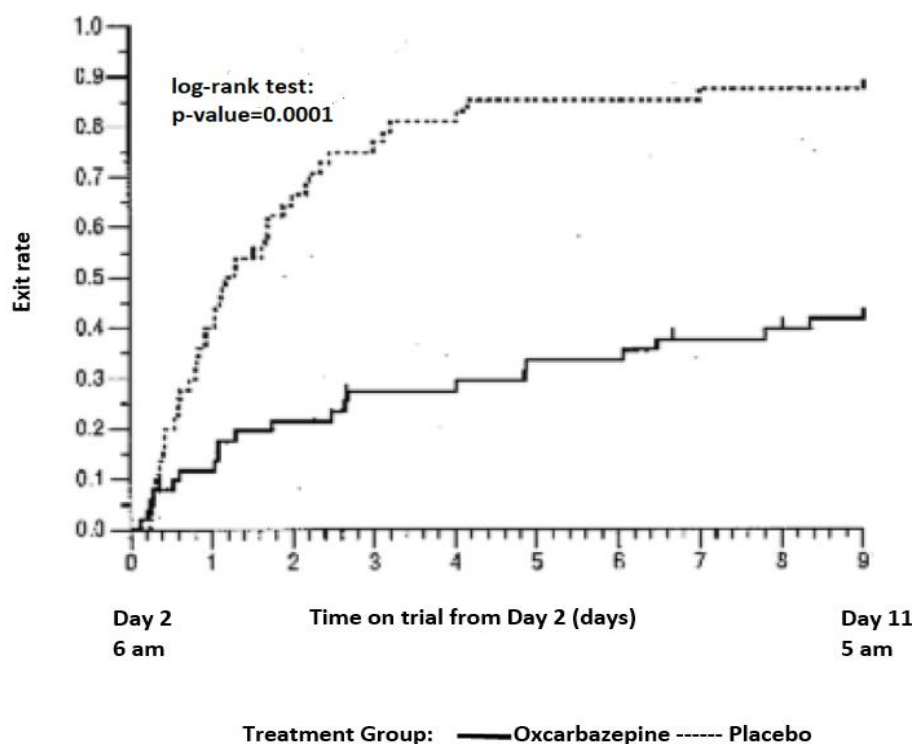 1.0
0.9
log-rank test:
p-value=0.0001
0.8
0.7
0.6
0.5
Exit rate
0.4
0.3
0.2
0.1
0.0
0 1 2 3 4 5 6 7 8 9
Day 2 Time on trial from Day 2 (days) Day 11
6 am 5 am
Treatment Group: Oxcarbazepine ------ Placebo